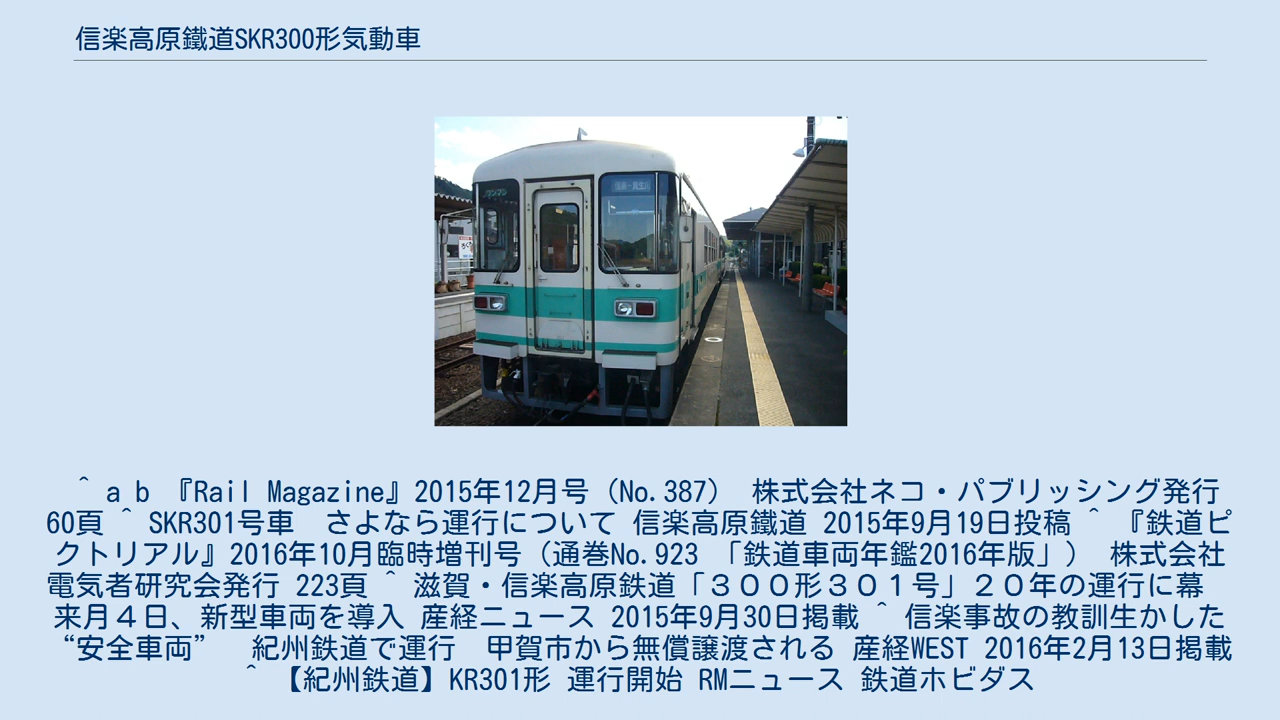 信楽高原鐵道SKR300形気動車
ワンマン
信楽ー貴生川
＾ a b 『Rail Magazine』2015年12月号（No.387） 株式会社ネコ・パブリッシング発行
60頁 ＾ SKR301号車　さよなら運行について 信楽高原鐵道 2015年9月19日投稿 ＾ 『鉄道ピ
クトリアル』2016年10月臨時増刊号（通巻No.923 「鉄道車両年鑑2016年版」） 株式会社
電気者研究会発行 223頁 ＾ 滋賀・信楽高原鉄道「３００形３０１号」２０年の運行に幕
来月４日、新型車両を導入 産経ニュース 2015年9月30日掲載 ＾ 信楽事故の教訓生かした
“安全車両”　紀州鉄道で運行　甲賀市から無償譲渡される 産経WEST 2016年2月13日掲載
＾ 【紀州鉄道】KR301形 運行開始 RMニュース 鉄道ホビダス